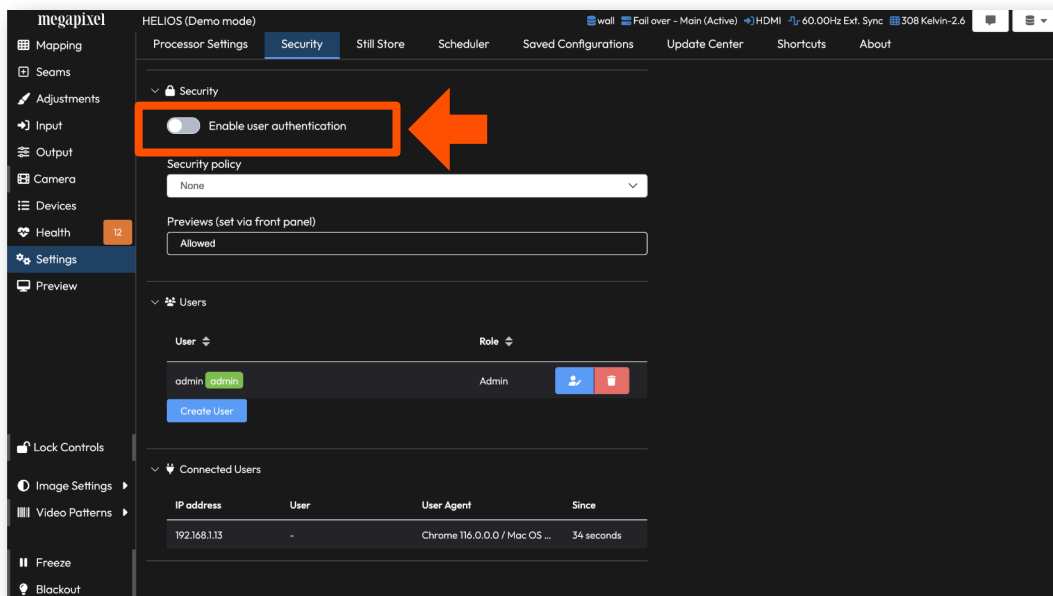 megapixel
HELIOS (Demo mode)
wall Fail over - Main (Active) HDMI 60.00Hz Ext. Sync 308 Kelvin-2.6
Mapping
Seams
Adjustments
Input
Output
Camera
Devices
Health 12
Settings
Preview
Lock Controls
Image Settings
Video Patterns
Freeze
Blackout
Processor Settings Security Still Store Scheduler Saved Configurations Update Center Shortcuts About
Security
Enable user authentication
Security policy
None
Previews (set via front panel)
Allowed
Users
User Role
admin admin Admin
Create User
Connected Users
IP address User User Agent Since
192.168.1.13 - Chrome 116.0.0.0 / Mac OS ... 34 seconds